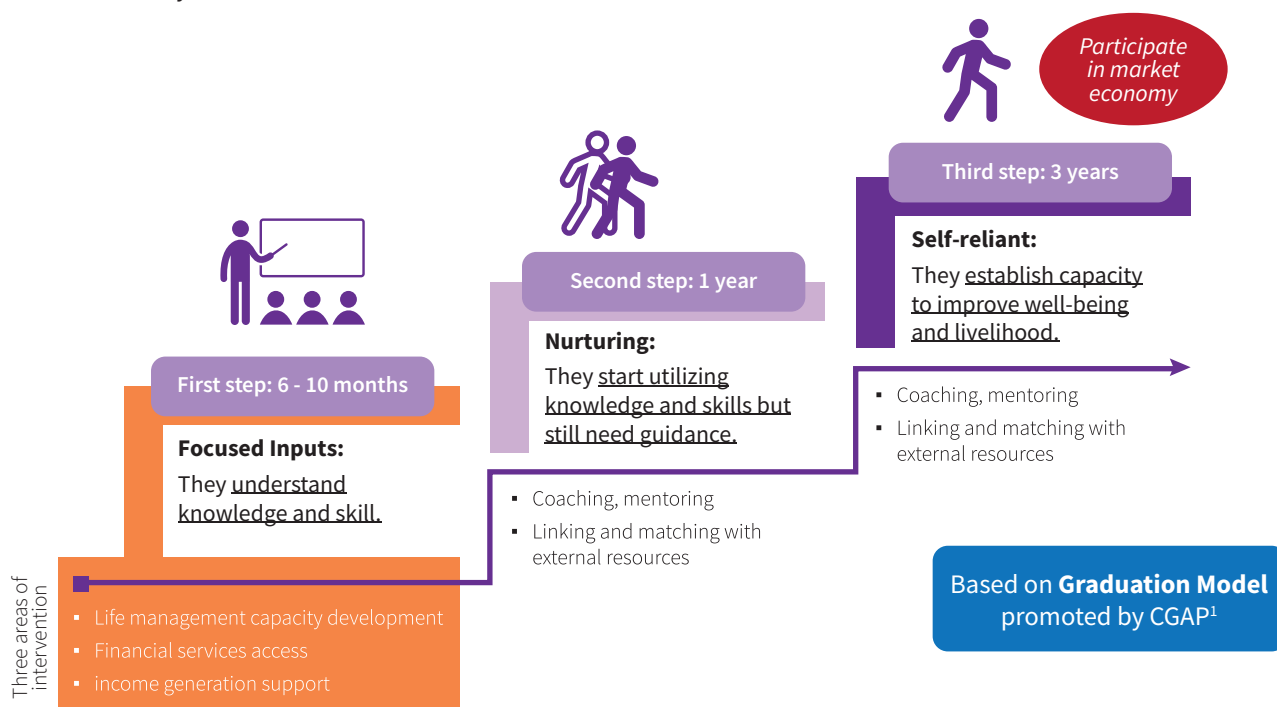 Participate
in market
economy
Third step: 3 years
Self-reliant:
They establish capacity
to improve well-being
and livelihood.
▪ Coaching, mentoring
▪ Linking and matching with
external resources
Second step: 1 year
Nurturing:
They start utilizing
knowledge and skills but
still need guidance.
▪ Coaching, mentoring
▪ Linking and matching with
external resources
First step: 6 - 10 months
Focused Inputs:
They understand
knowledge and skill.
Three areas of
intervention
▪ Life management capacity development
▪ Financial services access
▪ income generation support
Based on Graduation Model
promoted by CGAP1